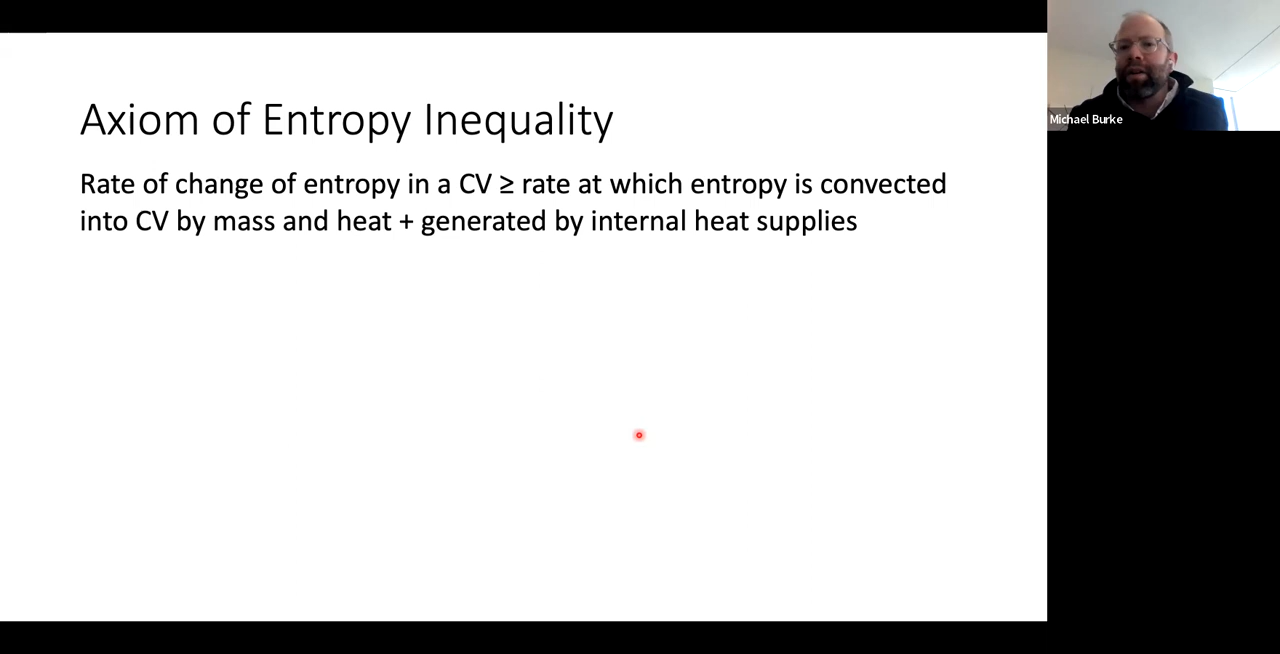 Axiom of Entropy Inequality
Rate of change of entropy in a CV ≥ rate at which entropy is convected
into CV by mass and heat + generated by internal heat supplies
Michael Burke